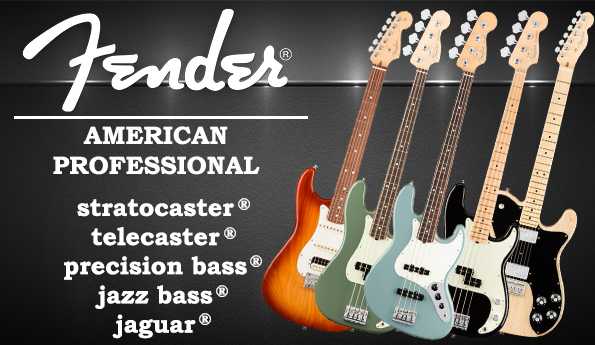 Fender®
AMERICAN
PROFESSIONAL
stratocaster®
telecaster®
precision bass®
jazz bass®
jaguar®